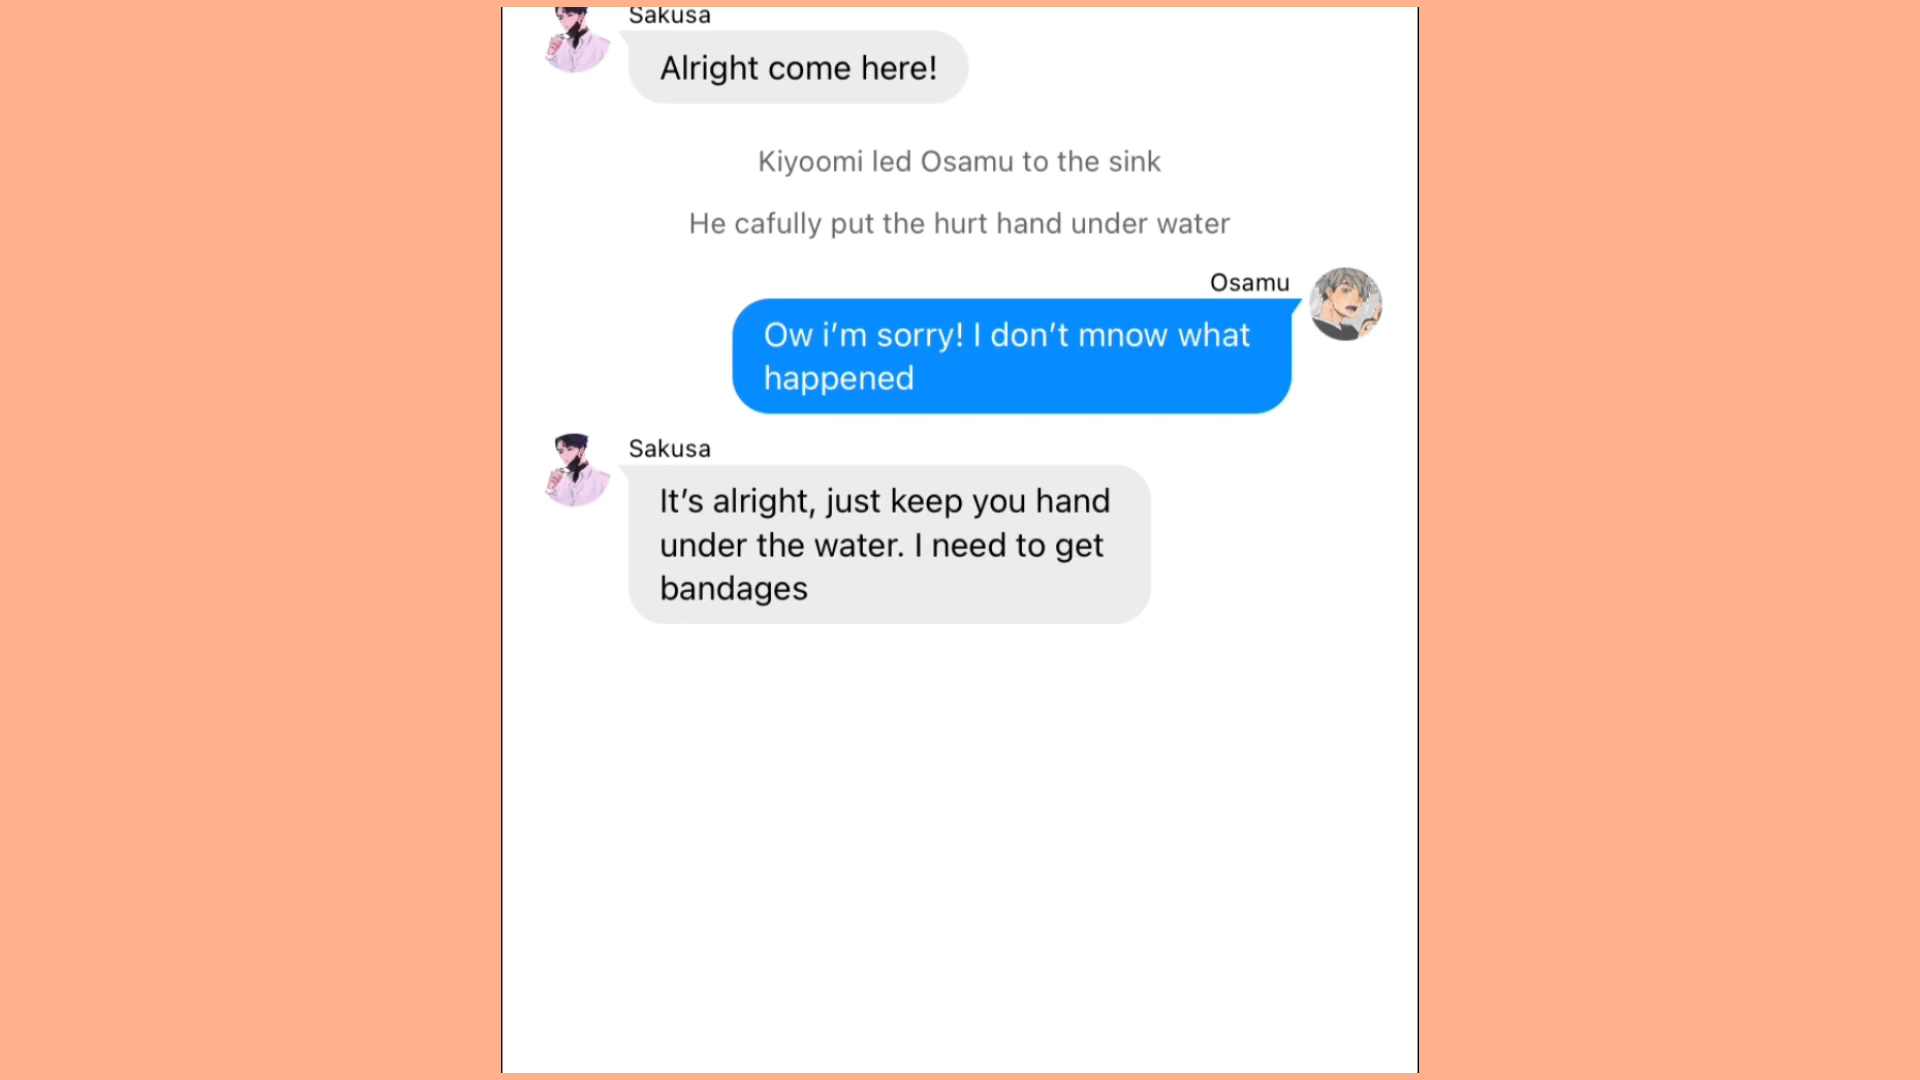 Sakusa
Alright come here!
Kiyoomi led Osamu to the sink
He cafully put the hurt hand under water
Osamu
Ow i’m sorry! I don’t mnow what
happened
Sakusa
It’s alright, just keep you hand
under the water. I need to get
bandages